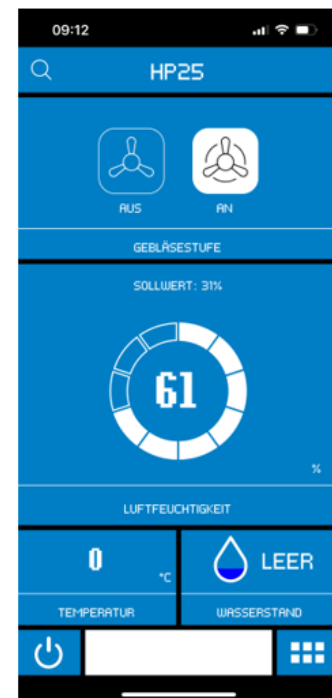 09:12
HP25
AUS AN
GEBLÄSESTUFE
SOLLWERT: 31%
61
%
LUFTFEUCHTIGKEIT
0 °C
LEER
TEMPERATUR
WASSERSTAND